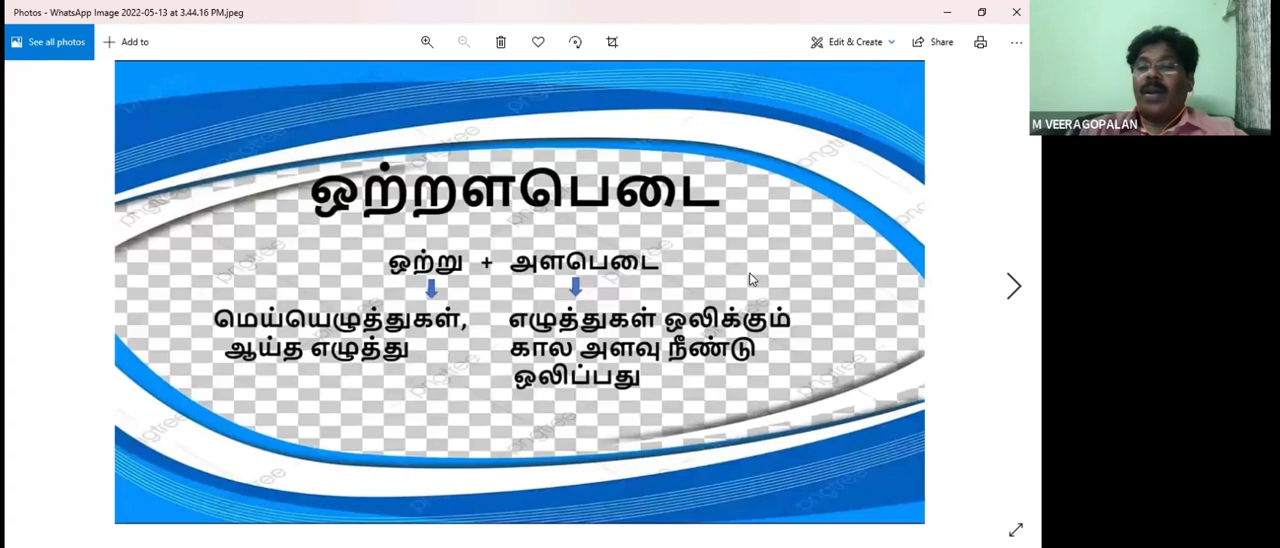 Photos - WhatsApp Image 2022-05-13 at 3.44.16 PM.jpeg
See all photos
Add to
Edit & Create
Share
M VEERAGOPALAN
ஒற்றளபெடை
ஒற்று + அளபெடை
மெய்யெழுத்துகள், எழுத்துகள் ஒலிக்கும்
ஆய்த எழுத்து கால அளவு நீண்டு
ஒலிப்பது
pngtree